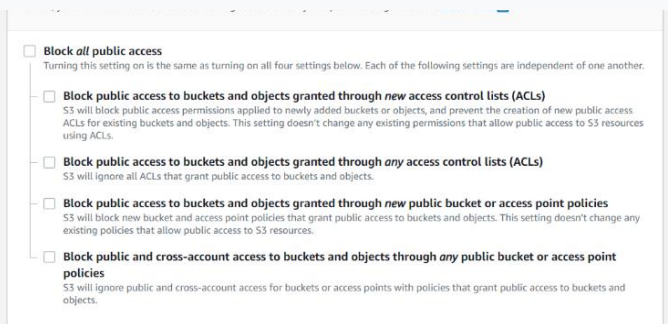 Block all public access
Turning this setting on is the same as turning on all four settings below. Each of the following settings are independent of one another.
Block public access to buckets and objects granted through new access control lists (ACLs)
S3 will block public access permissions applied to newly added buckets or objects, and prevent the creation of new public access
ACLs for existing buckets and objects. This setting doesn't change any existing permissions that allow public access to S3 resources
using ACLs.
Block public access to buckets and objects granted through any access control lists (ACLs)
S3 will ignore all ACLs that grant public access to buckets and objects.
Block public access to buckets and objects granted through new public bucket or access point policies
S3 will block new bucket and access point policies that grant public access to buckets and objects. This setting doesn't change any
existing policies that allow public access to S3 resources.
Block public and cross-account access to buckets and objects through any public bucket or access point
policies
S3 will ignore public and cross-account access for buckets or access points with policies that grant public access to buckets and
objects.